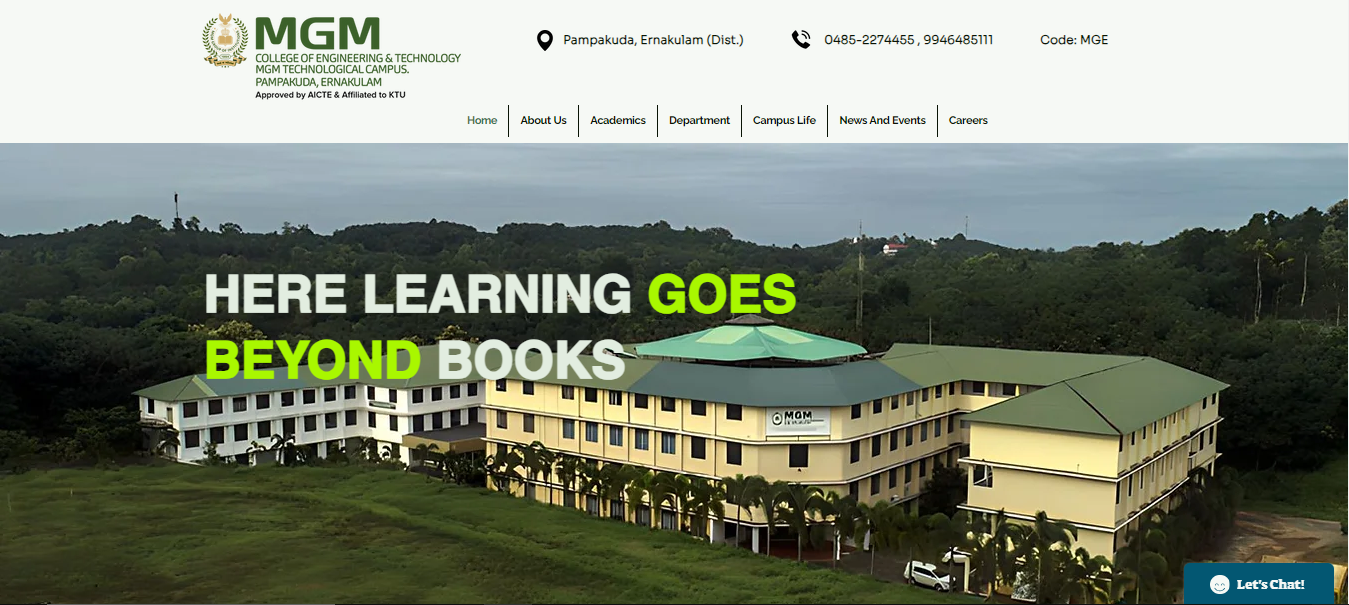 MGM
COLLEGE OF ENGINEERING & TECHNOLOGY
MGM TECHNOLOGICAL CAMPUS.
PAMPAKUDA, ERNAKULAM
Approved by AICTE & Affiliated to KTU
Pampakuda, Ernakulam (Dist.)
0485-2274455 , 9946485111
Code: MGE
Home
About Us
Academics
Department
Campus Life
News And Events
Careers
HERE LEARNING GOES
BEYOND BOOKS
MGM
Let's Chat!